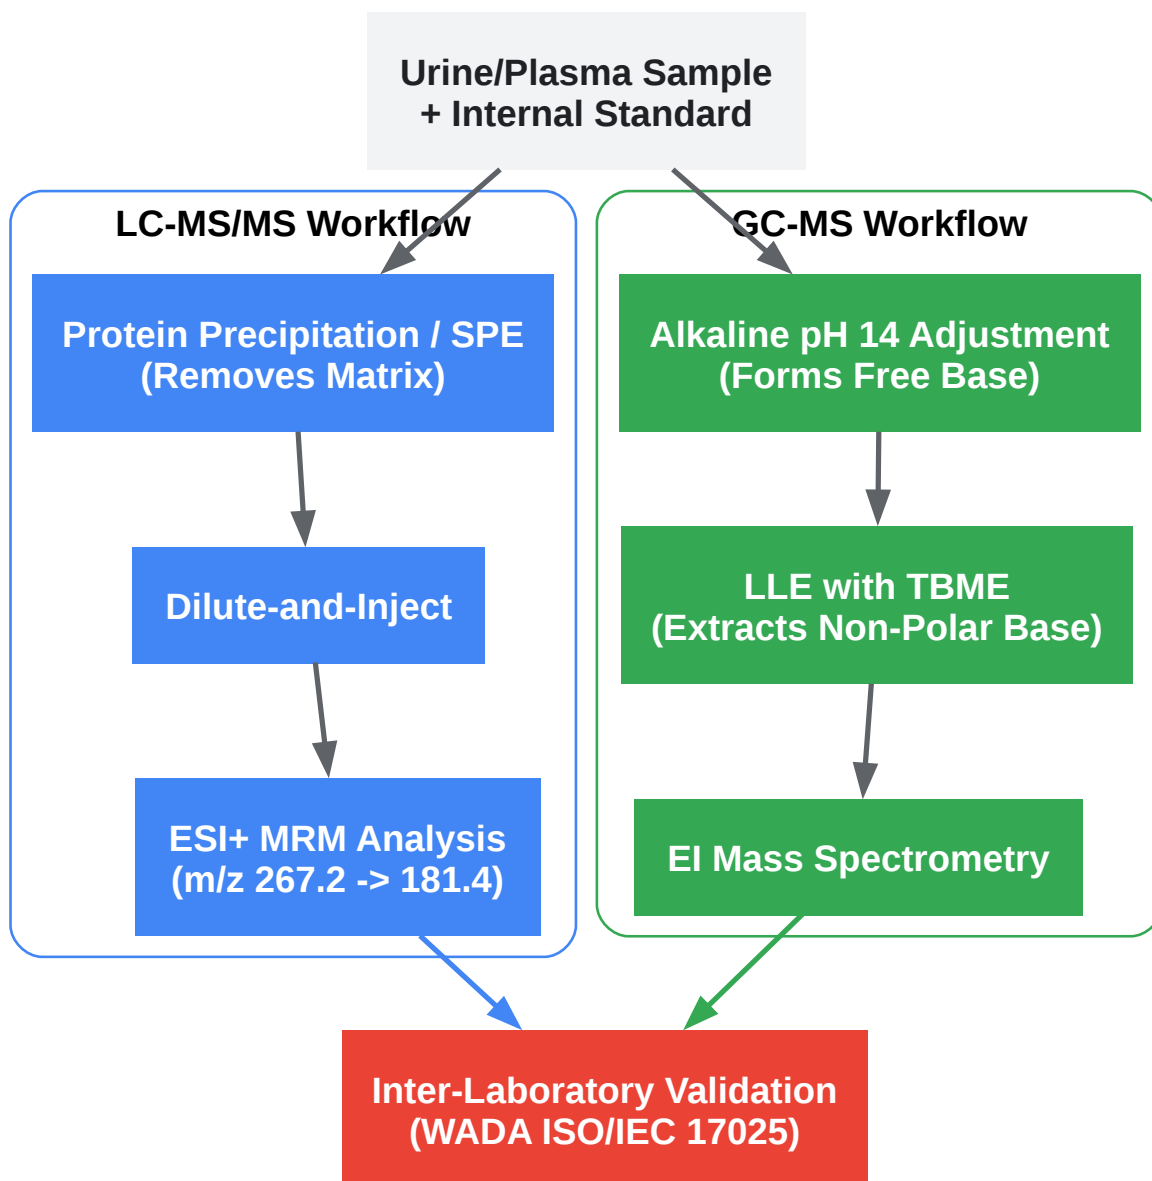 Urine/Plasma Sample
+ Internal Standard
LC-MS/MS Workflow
Protein Precipitation / SPE
(Removes Matrix)
Dilute-and-Inject
ESI+ MRM Analysis
(m/z 267.2 -> 181.4)
GC-MS Workflow
Alkaline pH 14 Adjustment
(Forms Free Base)
LLE with TBME
(Extracts Non-Polar Base)
EI Mass Spectrometry
Inter-Laboratory Validation
(WADA ISO/IEC 17025)